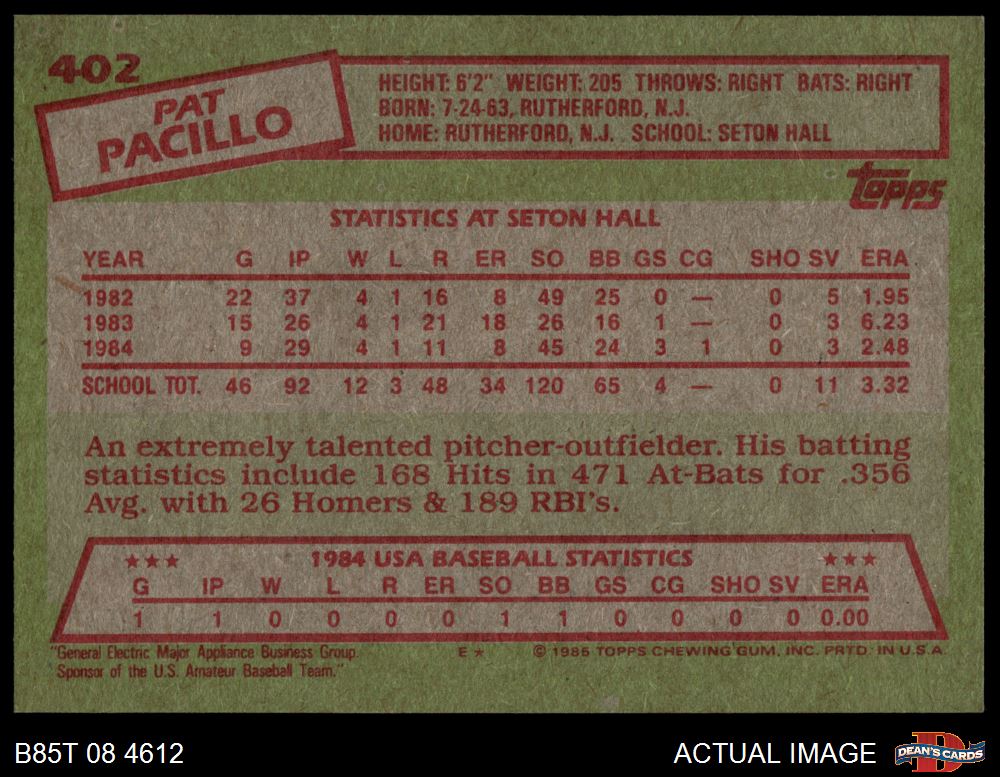 402
PAT
PACILLO
HEIGHT: 6'2" WEIGHT: 205 THROWS: RIGHT BATS: RIGHT
BORN: 7-24-63, RUTHERFORD, N.J.
HOME: RUTHERFORD, N.J. SCHOOL: SETON HALL
topps
STATISTICS AT SETON HALL
YEAR G IP W L R ER SO BB GS CG SHO SV ERA
1982 22 37 4 1 16 8 49 25 0 — 0 5 1.95
1983 15 26 4 1 21 18 26 16 1 — 0 3 6.23
1984 9 29 4 1 11 8 45 24 3 1 0 3 2.48
SCHOOL TOT. 46 92 12 3 48 34 120 65 4 — 0 11 3.32
An extremely talented pitcher-outfielder. His batting
statistics include 168 Hits in 471 At-Bats for .356
Avg. with 26 Homers & 189 RBI's.
★★★ 1984 USA BASEBALL STATISTICS ★★★
G IP W L R ER SO BB GS CG SHO SV ERA
1 1 0 0 0 0 1 1 0 0 0 0 0.00
"General Electric Major Appliance Business Group.
Sponsor of the U.S. Amateur Baseball Team."
E ★ © 1985 TOPPS CHEWING GUM, INC. PRTD. IN U.S.A.
B85T 08 4612
ACTUAL IMAGE
D
DEAN'S CARDS